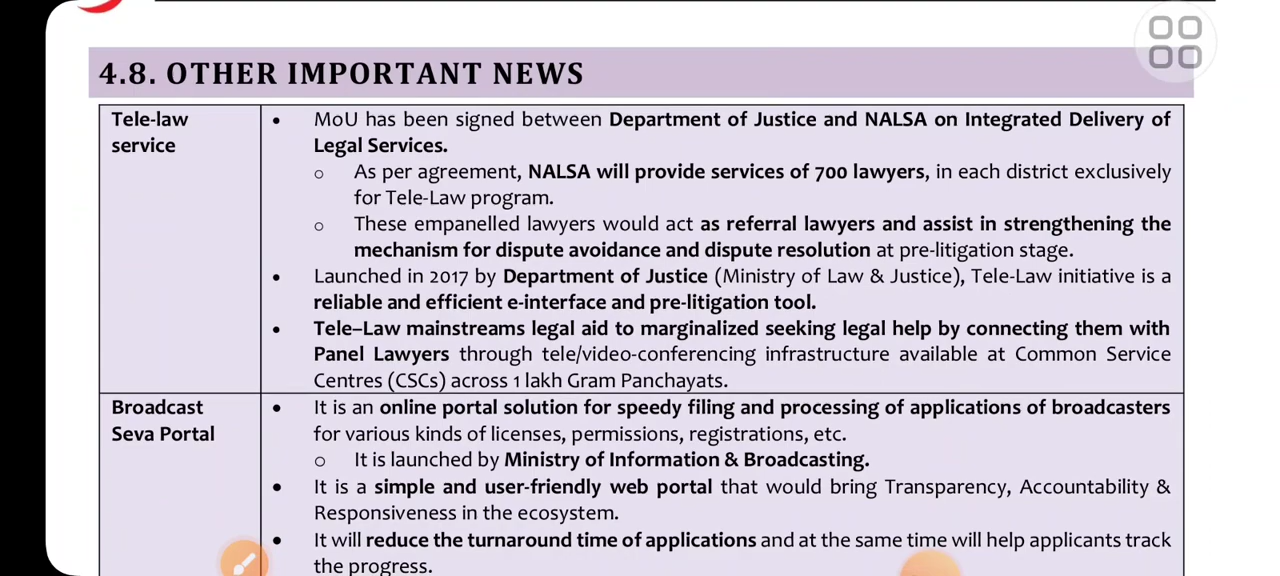 4.8. OTHER IMPORTANT NEWS
Tele-law
service
• MoU has been signed between Department of Justice and NALSA on Integrated Delivery of
Legal Services.
o As per agreement, NALSA will provide services of 700 lawyers, in each district exclusively
for Tele-Law program.
o These empanelled lawyers would act as referral lawyers and assist in strengthening the
mechanism for dispute avoidance and dispute resolution at pre-litigation stage.
• Launched in 2017 by Department of Justice (Ministry of Law & Justice), Tele-Law initiative is a
reliable and efficient e-interface and pre-litigation tool.
• Tele–Law mainstreams legal aid to marginalized seeking legal help by connecting them with
Panel Lawyers through tele/video-conferencing infrastructure available at Common Service
Centres (CSCs) across 1 lakh Gram Panchayats.
Broadcast
Seva Portal
• It is an online portal solution for speedy filing and processing of applications of broadcasters
for various kinds of licenses, permissions, registrations, etc.
o It is launched by Ministry of Information & Broadcasting.
• It is a simple and user-friendly web portal that would bring Transparency, Accountability &
Responsiveness in the ecosystem.
• It will reduce the turnaround time of applications and at the same time will help applicants track
the progress.